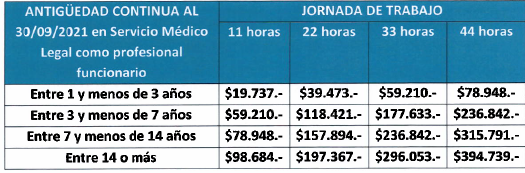 ANTIGÜEDAD CONTINUA AL
30/09/2021 en Servicio Médico
Legal como profesional
funcionario
JORNADA DE TRABAJO
11 horas 22 horas 33 horas 44 horas
Entre 1 y menos de 3 años $19.737.- $39.473.- $59.210.- $78.948.-
Entre 3 y menos de 7 años $59.210.- $118.421.- $177.633.- $236.842.-
Entre 7 y menos de 14 años $78.948.- $157.894.- $236.842.- $315.791.-
Entre 14 o más $98.684.- $197.367.- $296.053.- $394.739.-